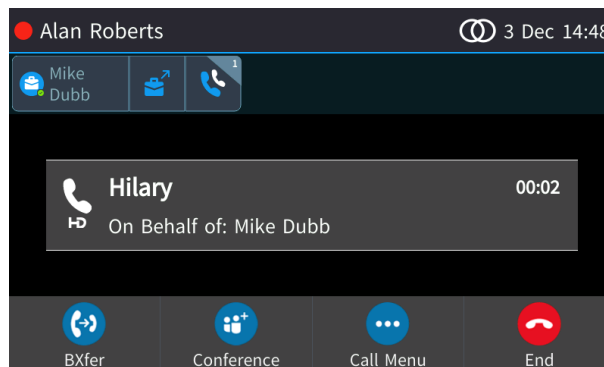 Alan Roberts
3 Dec 14:48
Mike
Dubb
1
Hilary
00:02
HD
On Behalf of: Mike Dubb
BXfer
Conference
Call Menu
End